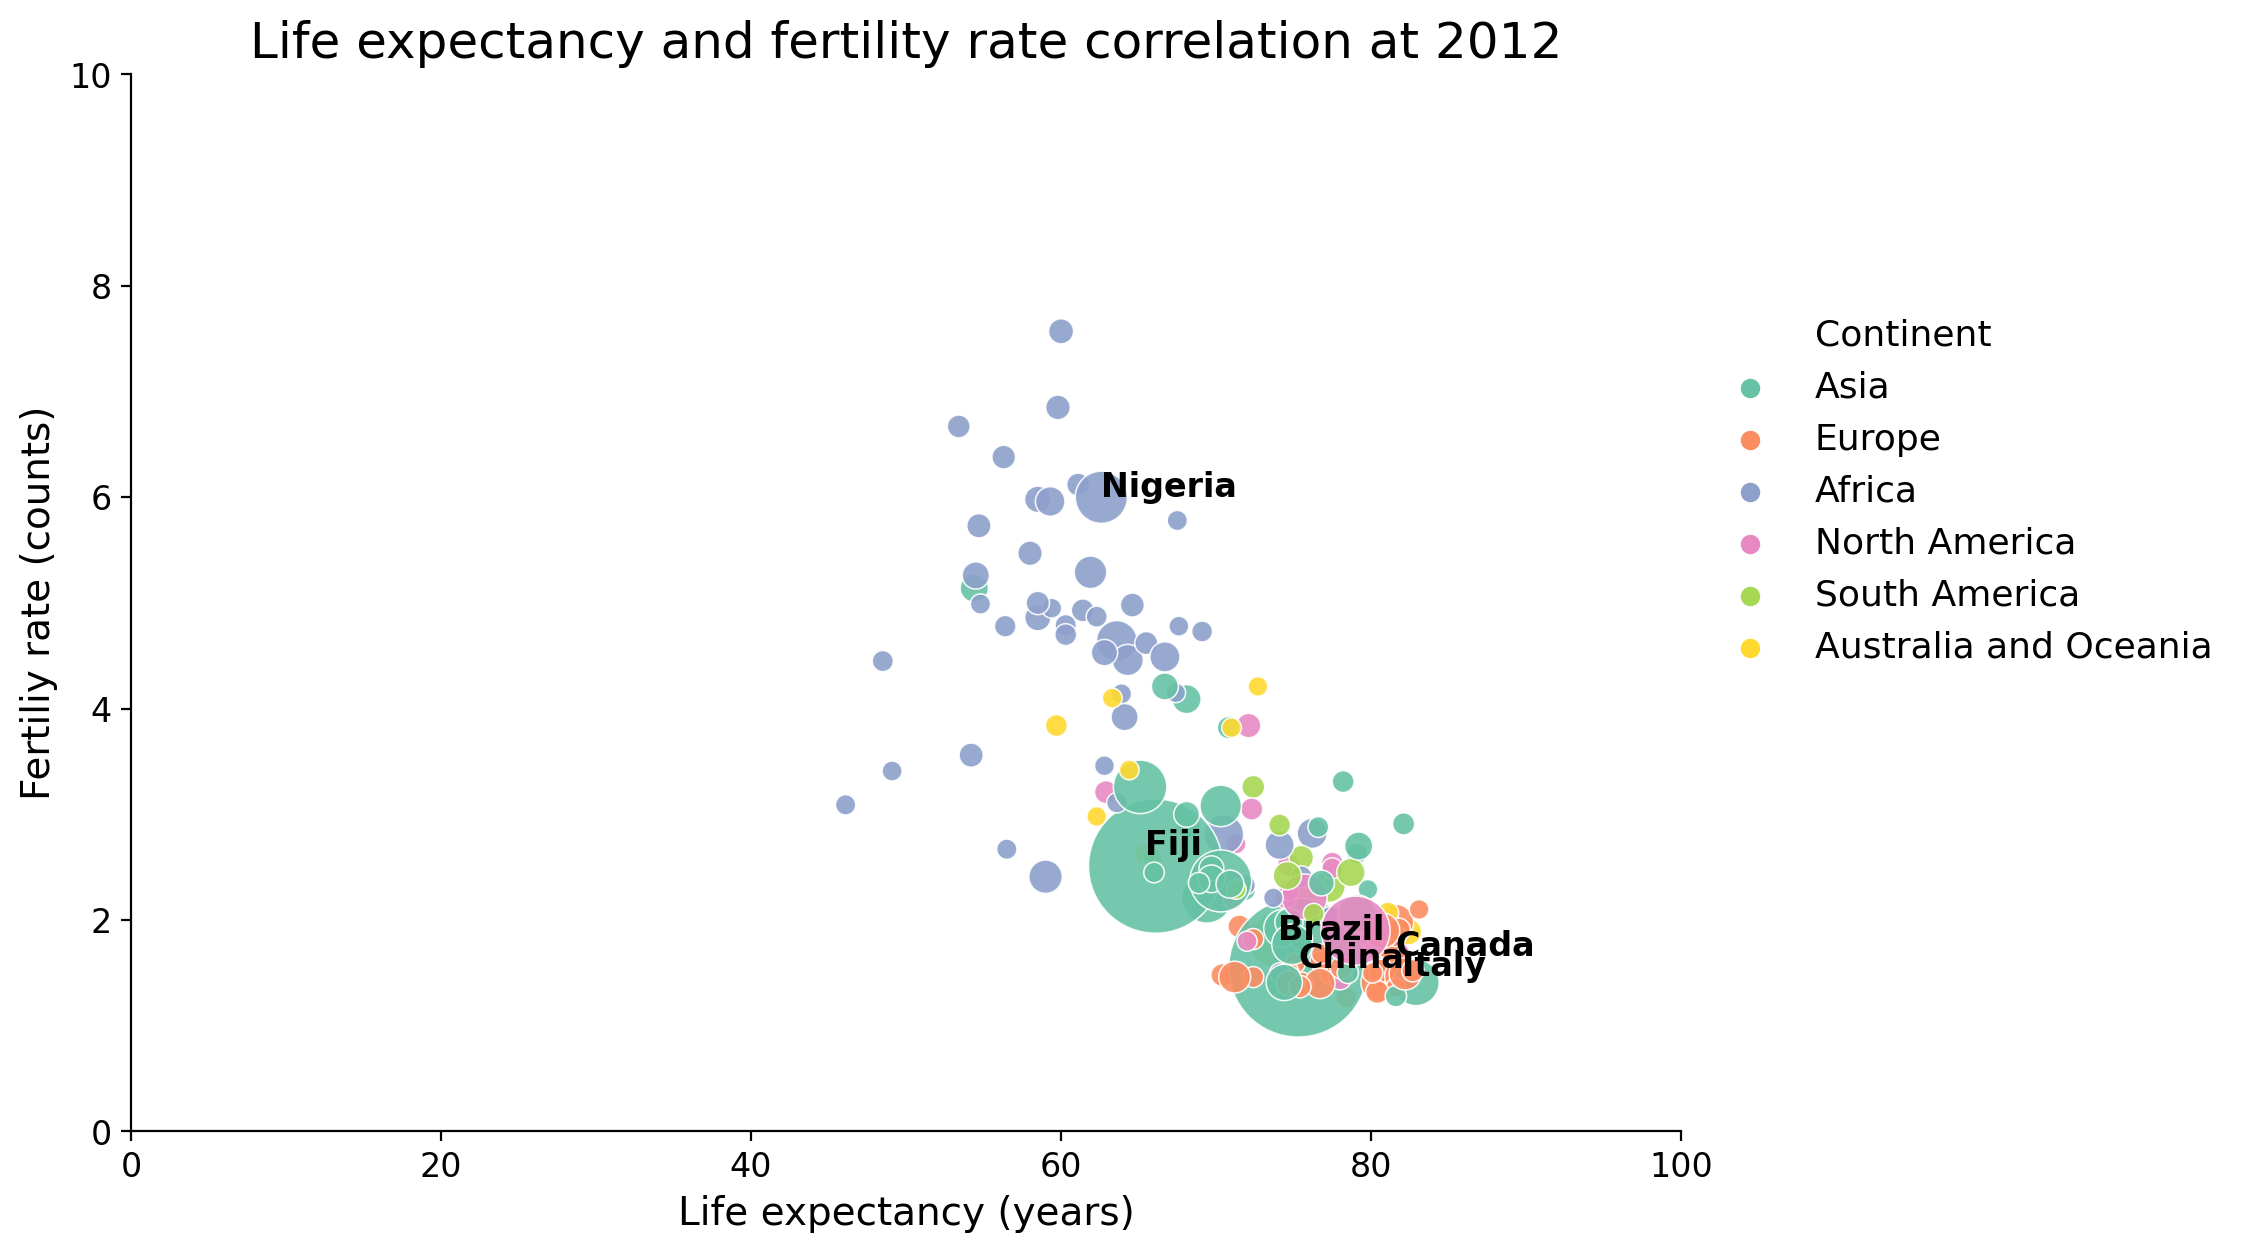 Life expectancy and fertility rate correlation at 2012
10
8
6
4
2
0
Fertiliy rate (counts)
Nigeria
Fiji
Brazil
Canada
China
Italy
0 20 40 60 80 100
Life expectancy (years)
Continent
Asia
Europe
Africa
North America
South America
Australia and Oceania